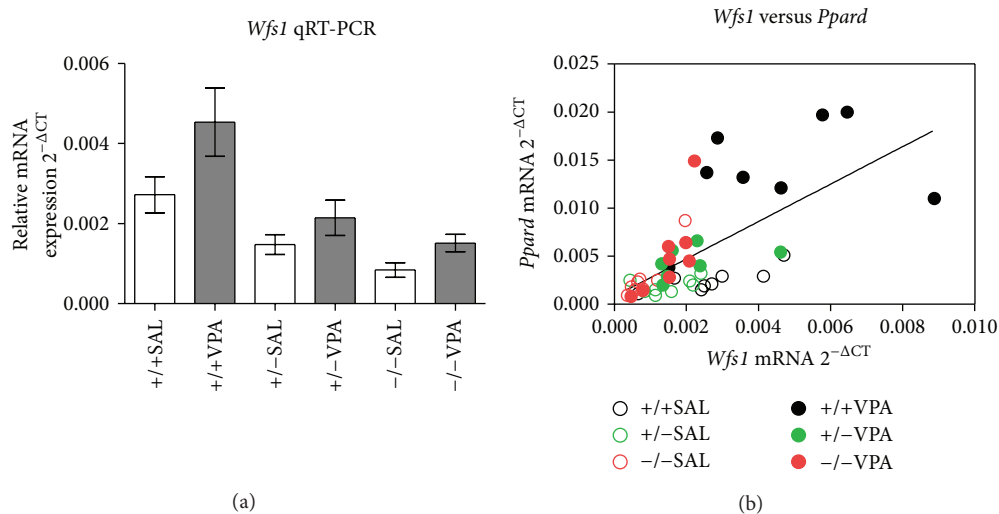 Wfs1 qRT-PCR
Relative mRNA
expression 2^−ΔCT
0.006
0.004
0.002
0.000
+/+SAL
+/+VPA
+/−SAL
+/−VPA
−/−SAL
−/−VPA
(a)
Wfs1 versus Ppard
Ppard mRNA 2^−ΔCT
0.025
0.020
0.015
0.010
0.005
0.000
0.000 0.002 0.004 0.006 0.008 0.010
Wfs1 mRNA 2^−ΔCT
+/+SAL +/+VPA
+/−SAL +/−VPA
−/−SAL −/−VPA
(b)